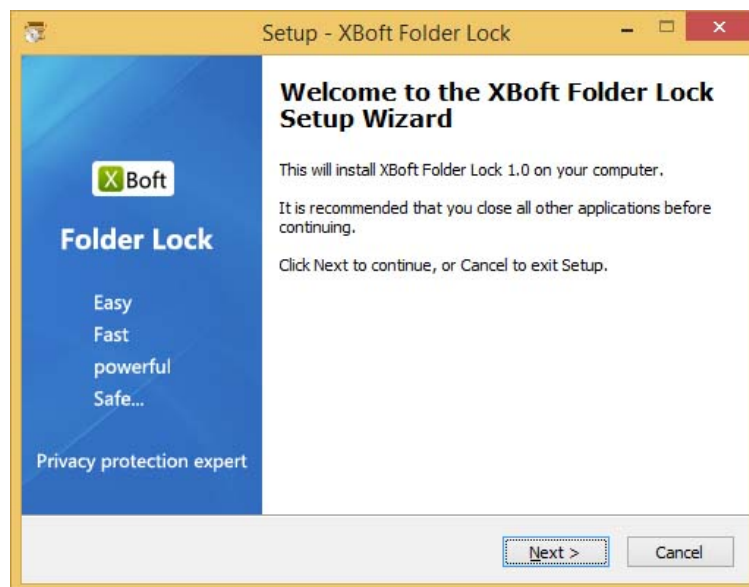 Setup - XBoft Folder Lock
XBoft
Folder Lock
Easy
Fast
powerful
Safe...
Privacy protection expert
Welcome to the XBoft Folder Lock
Setup Wizard
This will install XBoft Folder Lock 1.0 on your computer.
It is recommended that you close all other applications before
continuing.
Click Next to continue, or Cancel to exit Setup.
Next >
Cancel